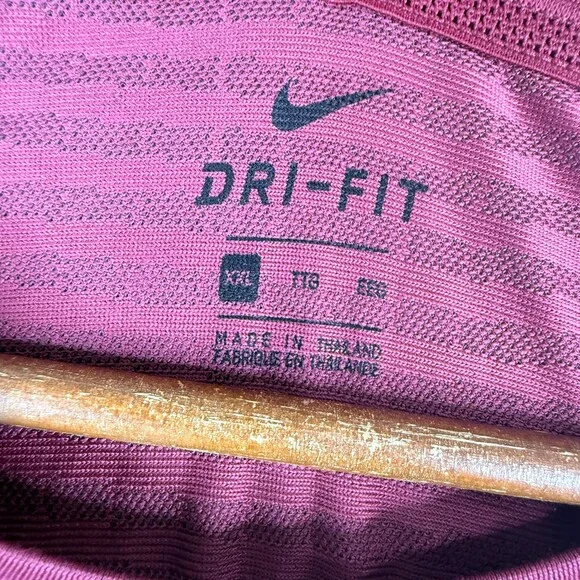 DRI-FIT
XXL TTG EEG
MADE IN THAILAND
FABRIQUE EN THAILANDE